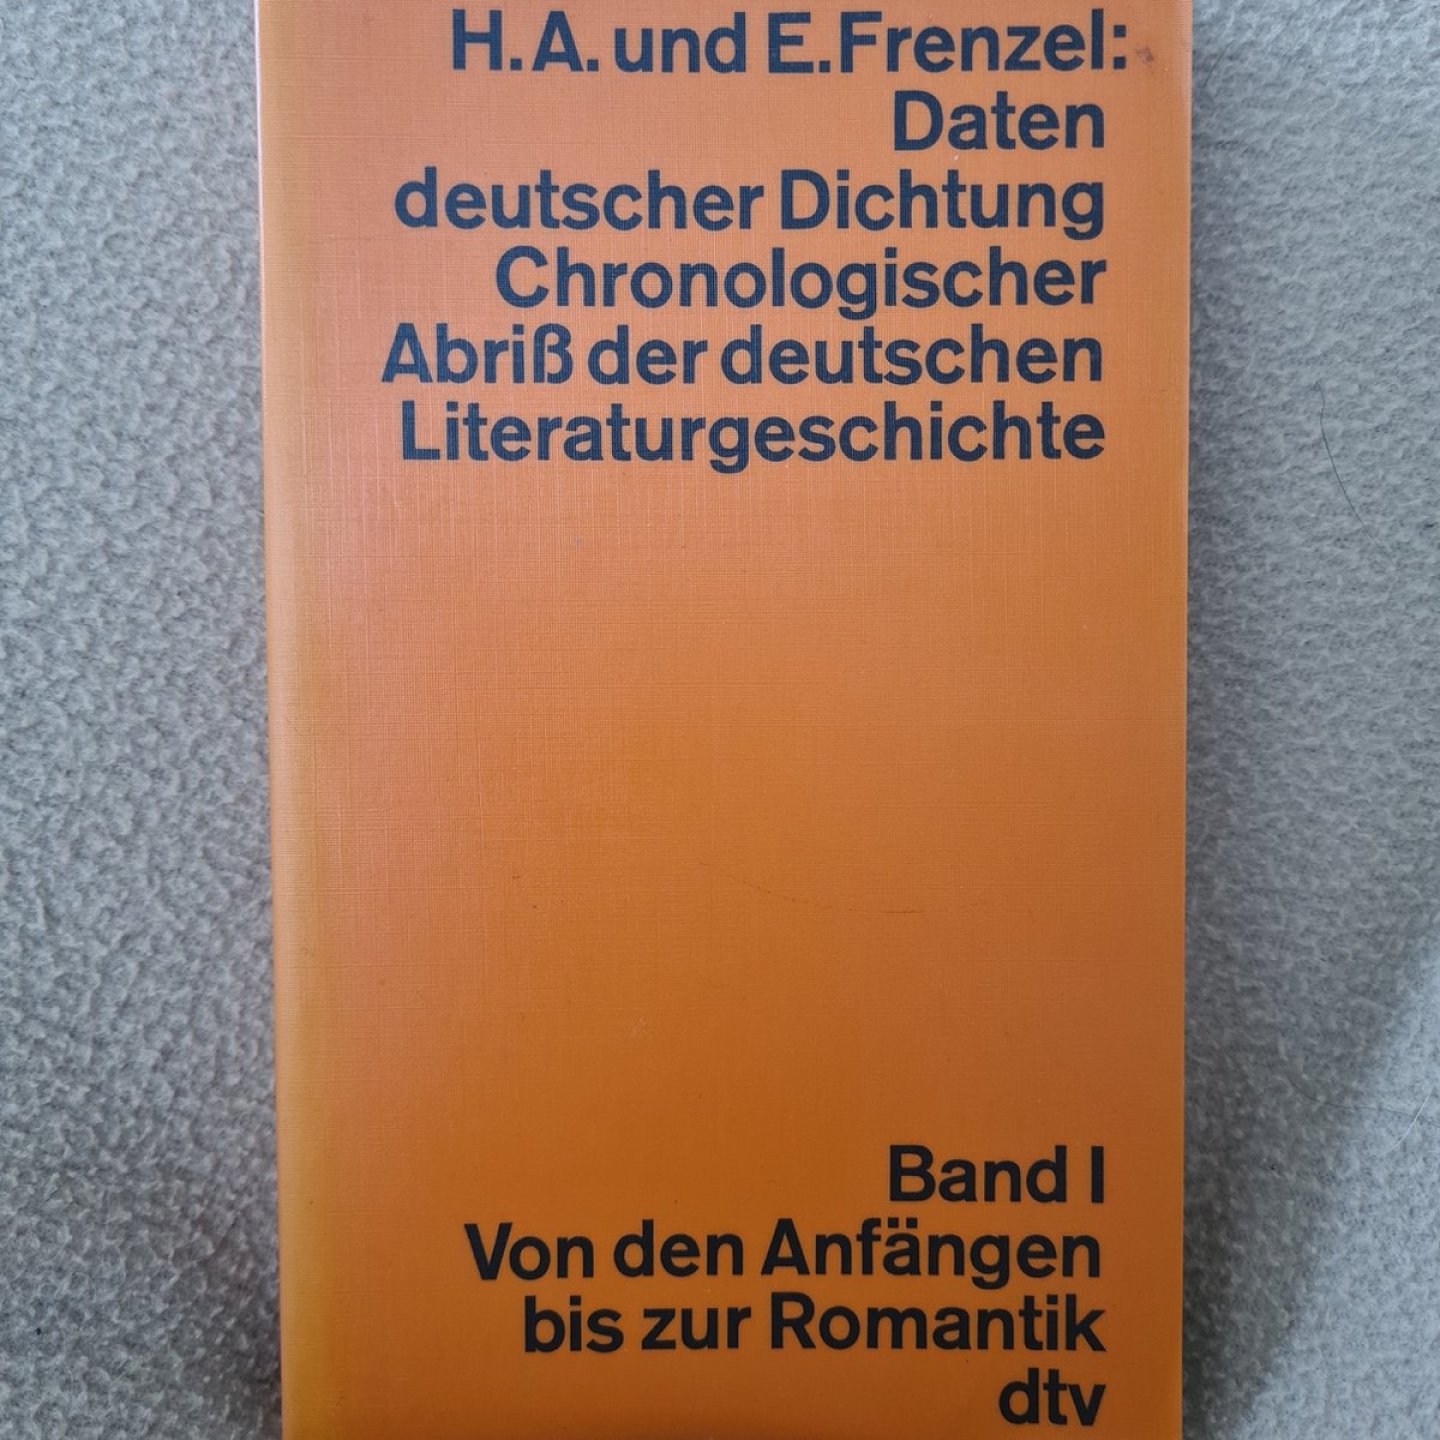 H.A. und E. Frenzel:
Daten
deutscher Dichtung
Chronologischer
Abriß der deutschen
Literaturgeschichte
Band I
Von den Anfängen
bis zur Romantik
dtv